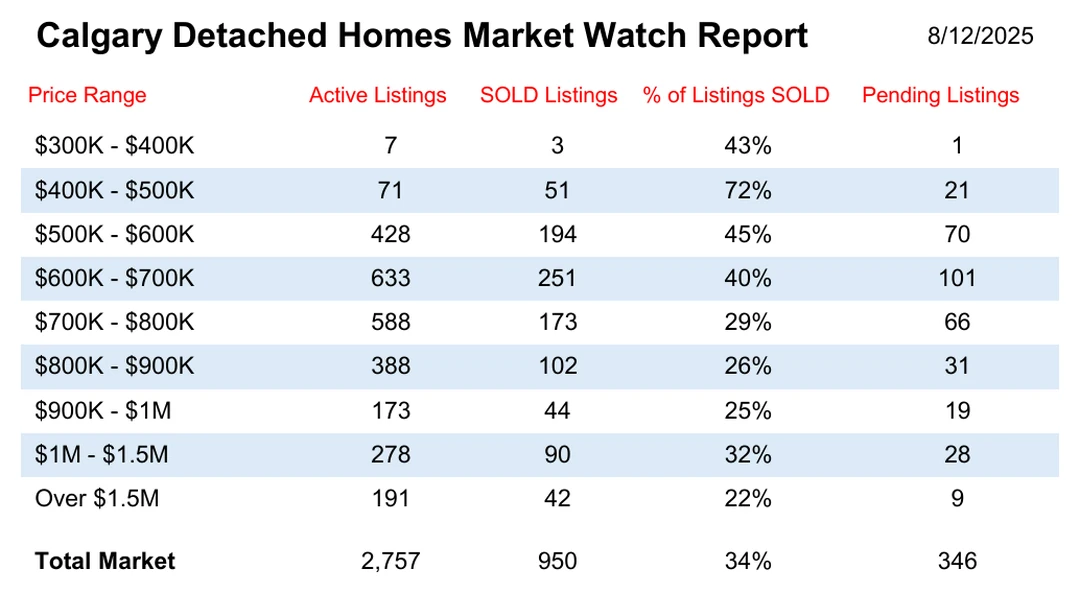 Calgary Detached Homes Market Watch Report 8/12/2025
Price Range Active Listings SOLD Listings % of Listings SOLD Pending Listings
$300K - $400K 7 3 43% 1
$400K - $500K 71 51 72% 21
$500K - $600K 428 194 45% 70
$600K - $700K 633 251 40% 101
$700K - $800K 588 173 29% 66
$800K - $900K 388 102 26% 31
$900K - $1M 173 44 25% 19
$1M - $1.5M 278 90 32% 28
Over $1.5M 191 42 22% 9
Total Market 2,757 950 34% 346